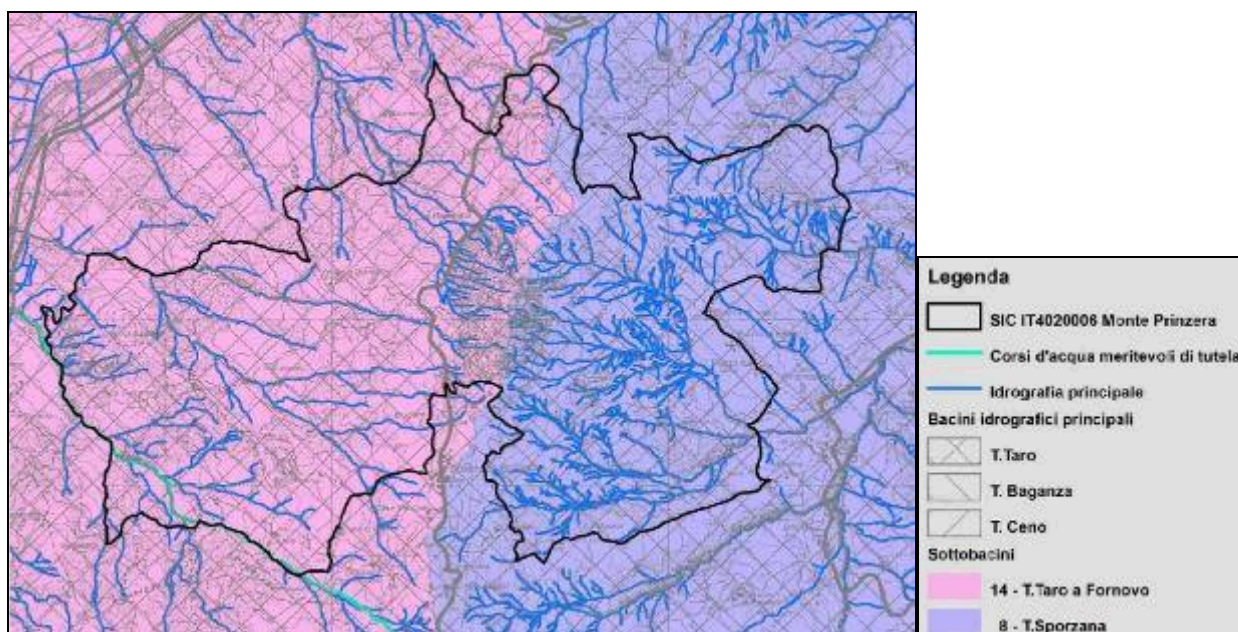 Legenda
SIC IT4020006 Monte Prinzera
Corsi d'acqua meritevoli di tutela
Idrografia principale
Bacini idrografici principali
T.Taro
T. Baganza
T. Ceno
Sottobacini
14 - T.Taro a Fornovo
8 - T.Sporzana